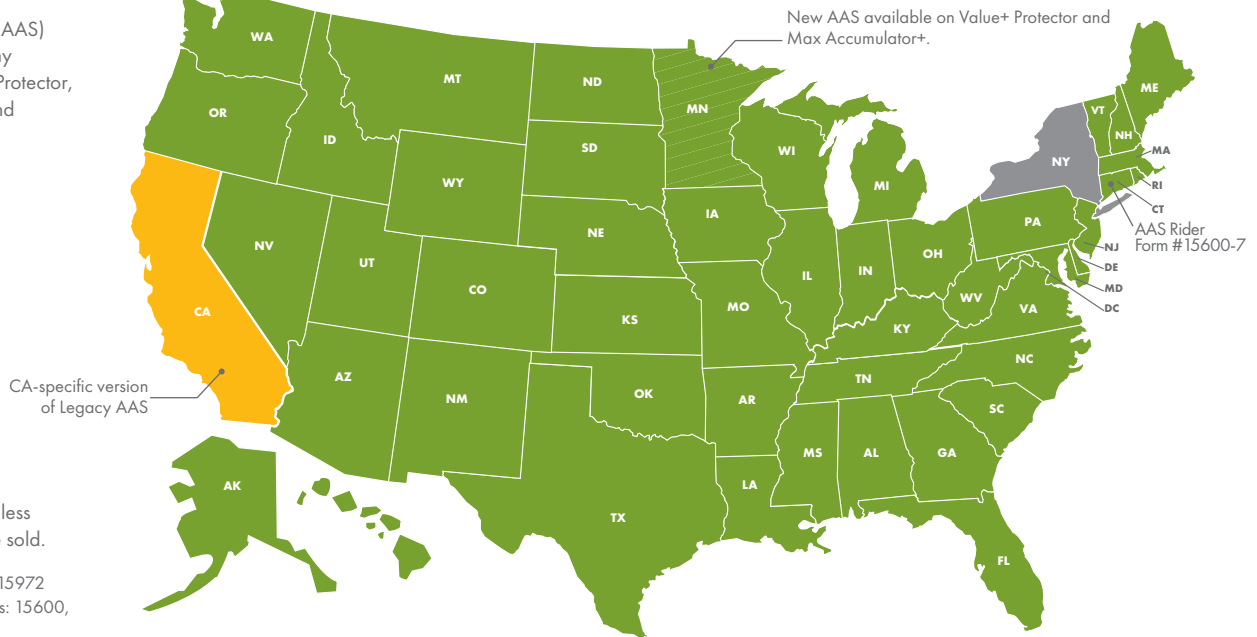 AAS)
ny
Protector,
nd
New AAS available on Value+ Protector and
Max Accumulator+.
WA
MT
ND
MN
ME
OR
ID
SD
WI
VT
NH
MA
NY
WY
MI
RI
CT
IA
PA
AAS Rider
Form #15600-7
NE
NV
UT
OH
NJ
IL
IN
DE
CO
MD
WV
DC
CA
KS
MO
VA
KY
NC
AZ
TN
CA-specific version
of Legacy AAS
NM
OK
AR
SC
MS
AL
GA
AK
LA
less
TX
e sold.
FL
15972
s: 15600,